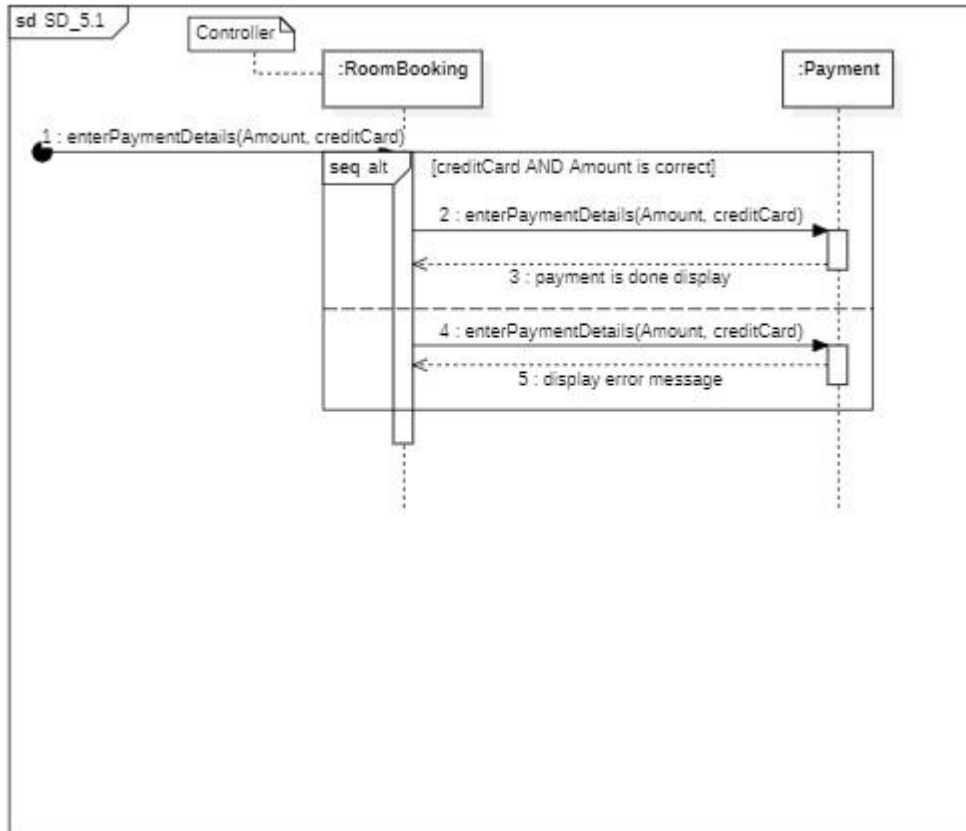 sd SD_5.1
Controller
:RoomBooking
:Payment
1 : enterPaymentDetails(Amount, creditCard)
seq alt
[creditCard AND Amount is correct]
2 : enterPaymentDetails(Amount, creditCard)
3 : payment is done display
4 : enterPaymentDetails(Amount, creditCard)
5 : display error message